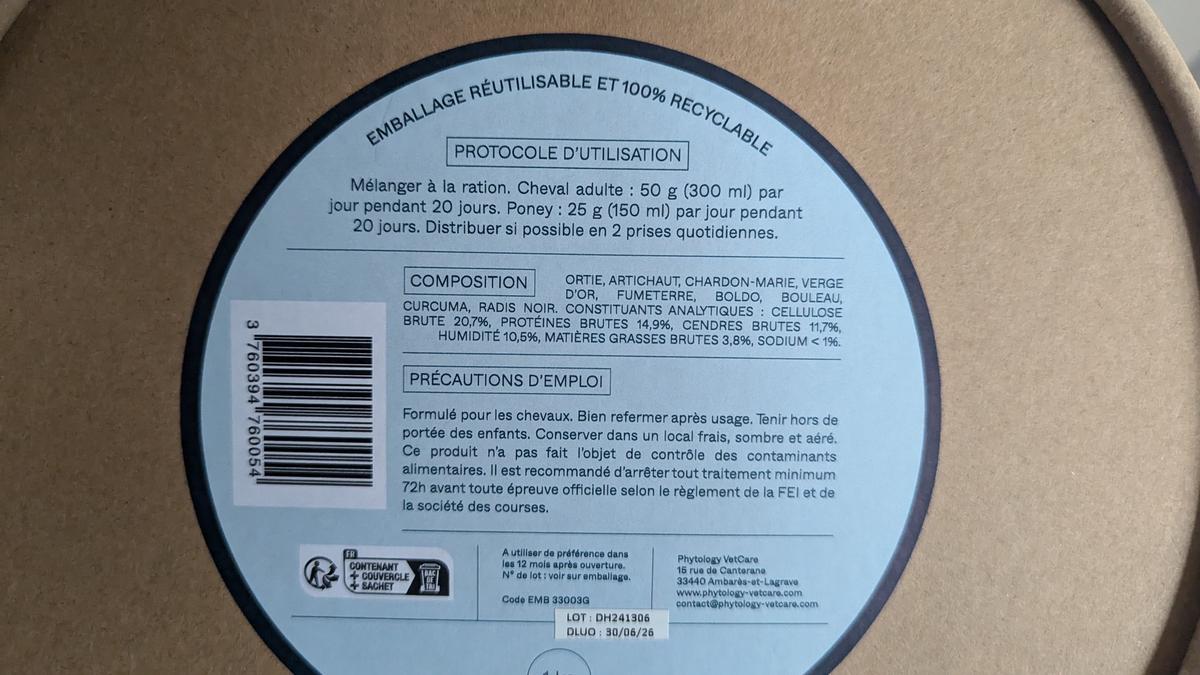 EMBALLAGE RÉUTILISABLE ET 100% RECYCLABLE
PROTOCOLE D'UTILISATION
Mélanger à la ration. Cheval adulte : 50 g (300 ml) par
jour pendant 20 jours. Poney : 25 g (150 ml) par jour pendant
20 jours. Distribuer si possible en 2 prises quotidiennes.
COMPOSITION ORTIE, ARTICHAUT, CHARDON-MARIE, VERGE
D'OR, FUMETERRE, BOLDO, BOULEAU,
CURCUMA, RADIS NOIR. CONSTITUANTS ANALYTIQUES : CELLULOSE
BRUTE 20,7%, PROTÉINES BRUTES 14,9%, CENDRES BRUTES 11,7%,
HUMIDITÉ 10,5%, MATIÈRES GRASSES BRUTES 3,8%, SODIUM < 1%.
3 760394 760054
PRÉCAUTIONS D'EMPLOI
Formulé pour les chevaux. Bien refermer après usage. Tenir hors de
portée des enfants. Conserver dans un local frais, sombre et aéré.
Ce produit n'a pas fait l'objet de contrôle des contaminants
alimentaires. Il est recommandé d'arrêter tout traitement minimum
72h avant toute épreuve officielle selon le règlement de la FEI et de
la société des courses.
FR
CONTENANT
+ COUVERCLE
+ SACHET
BAC
DE
TRI
A utiliser de préférence dans
les 12 mois après ouverture.
N° de lot : voir sur emballage.
Code EMB 33003G
Phytology VetCare
15 rue de Canterane
33440 Ambarès-et-Lagrave
www.phytology-vetcare.com
contact@phytology-vetcare.com
LOT : DH241306
DLUO : 30/06/26